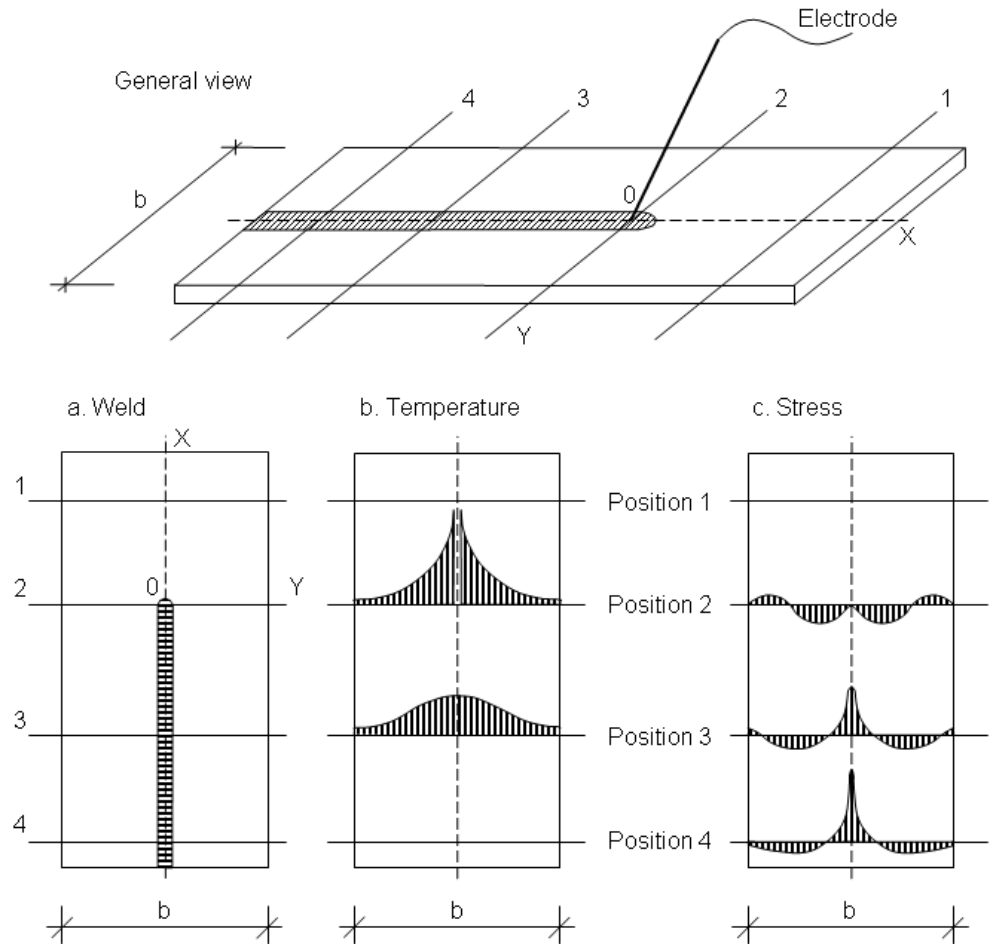 Electrode
General view
4 3 2 1
b
0
X
Y
a. Weld b. Temperature c. Stress
X
1 Position 1
0
2 Y Position 2
3 Position 3
4 Position 4
b b b